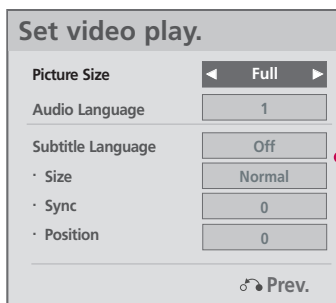 Set video play.
Picture Size ◀ Full ▶
Audio Language 1
Subtitle Language Off
· Size Normal
· Sync 0
· Position 0
Prev.